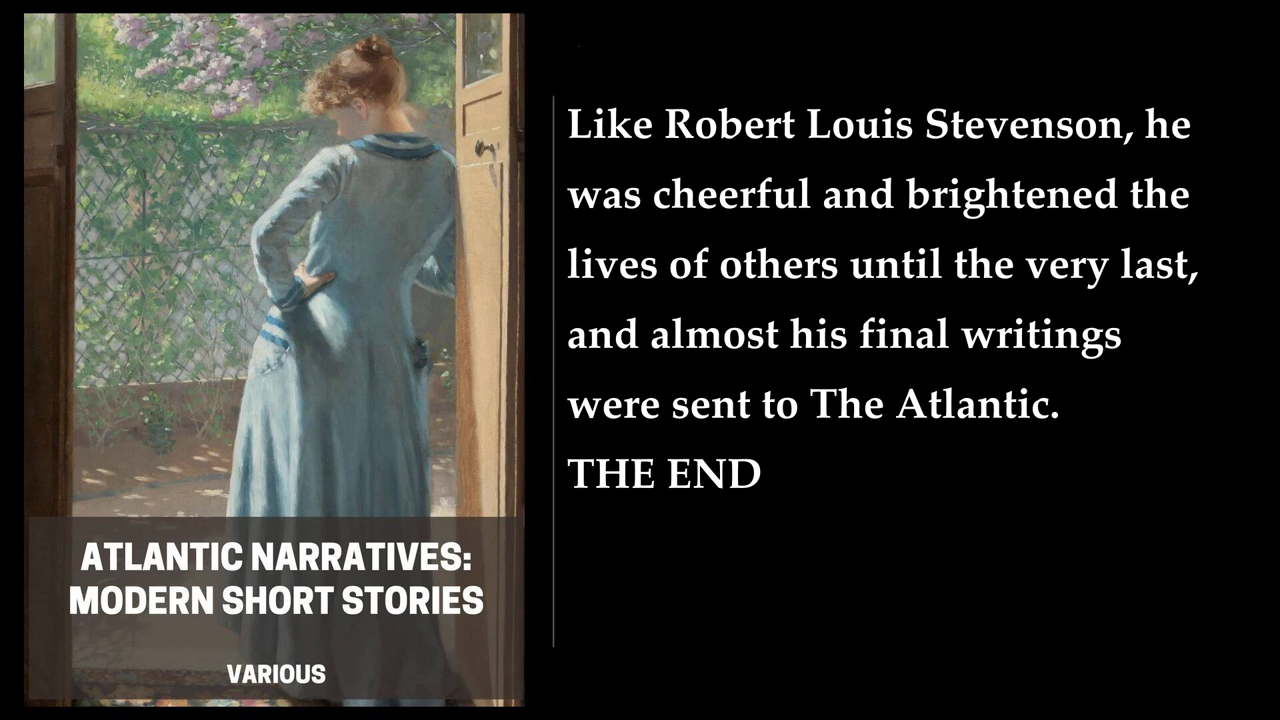 Like Robert Louis Stevenson, he
was cheerful and brightened the
lives of others until the very last,
and almost his final writings
were sent to The Atlantic.
THE END
ATLANTIC NARRATIVES:
MODERN SHORT STORIES
VARIOUS